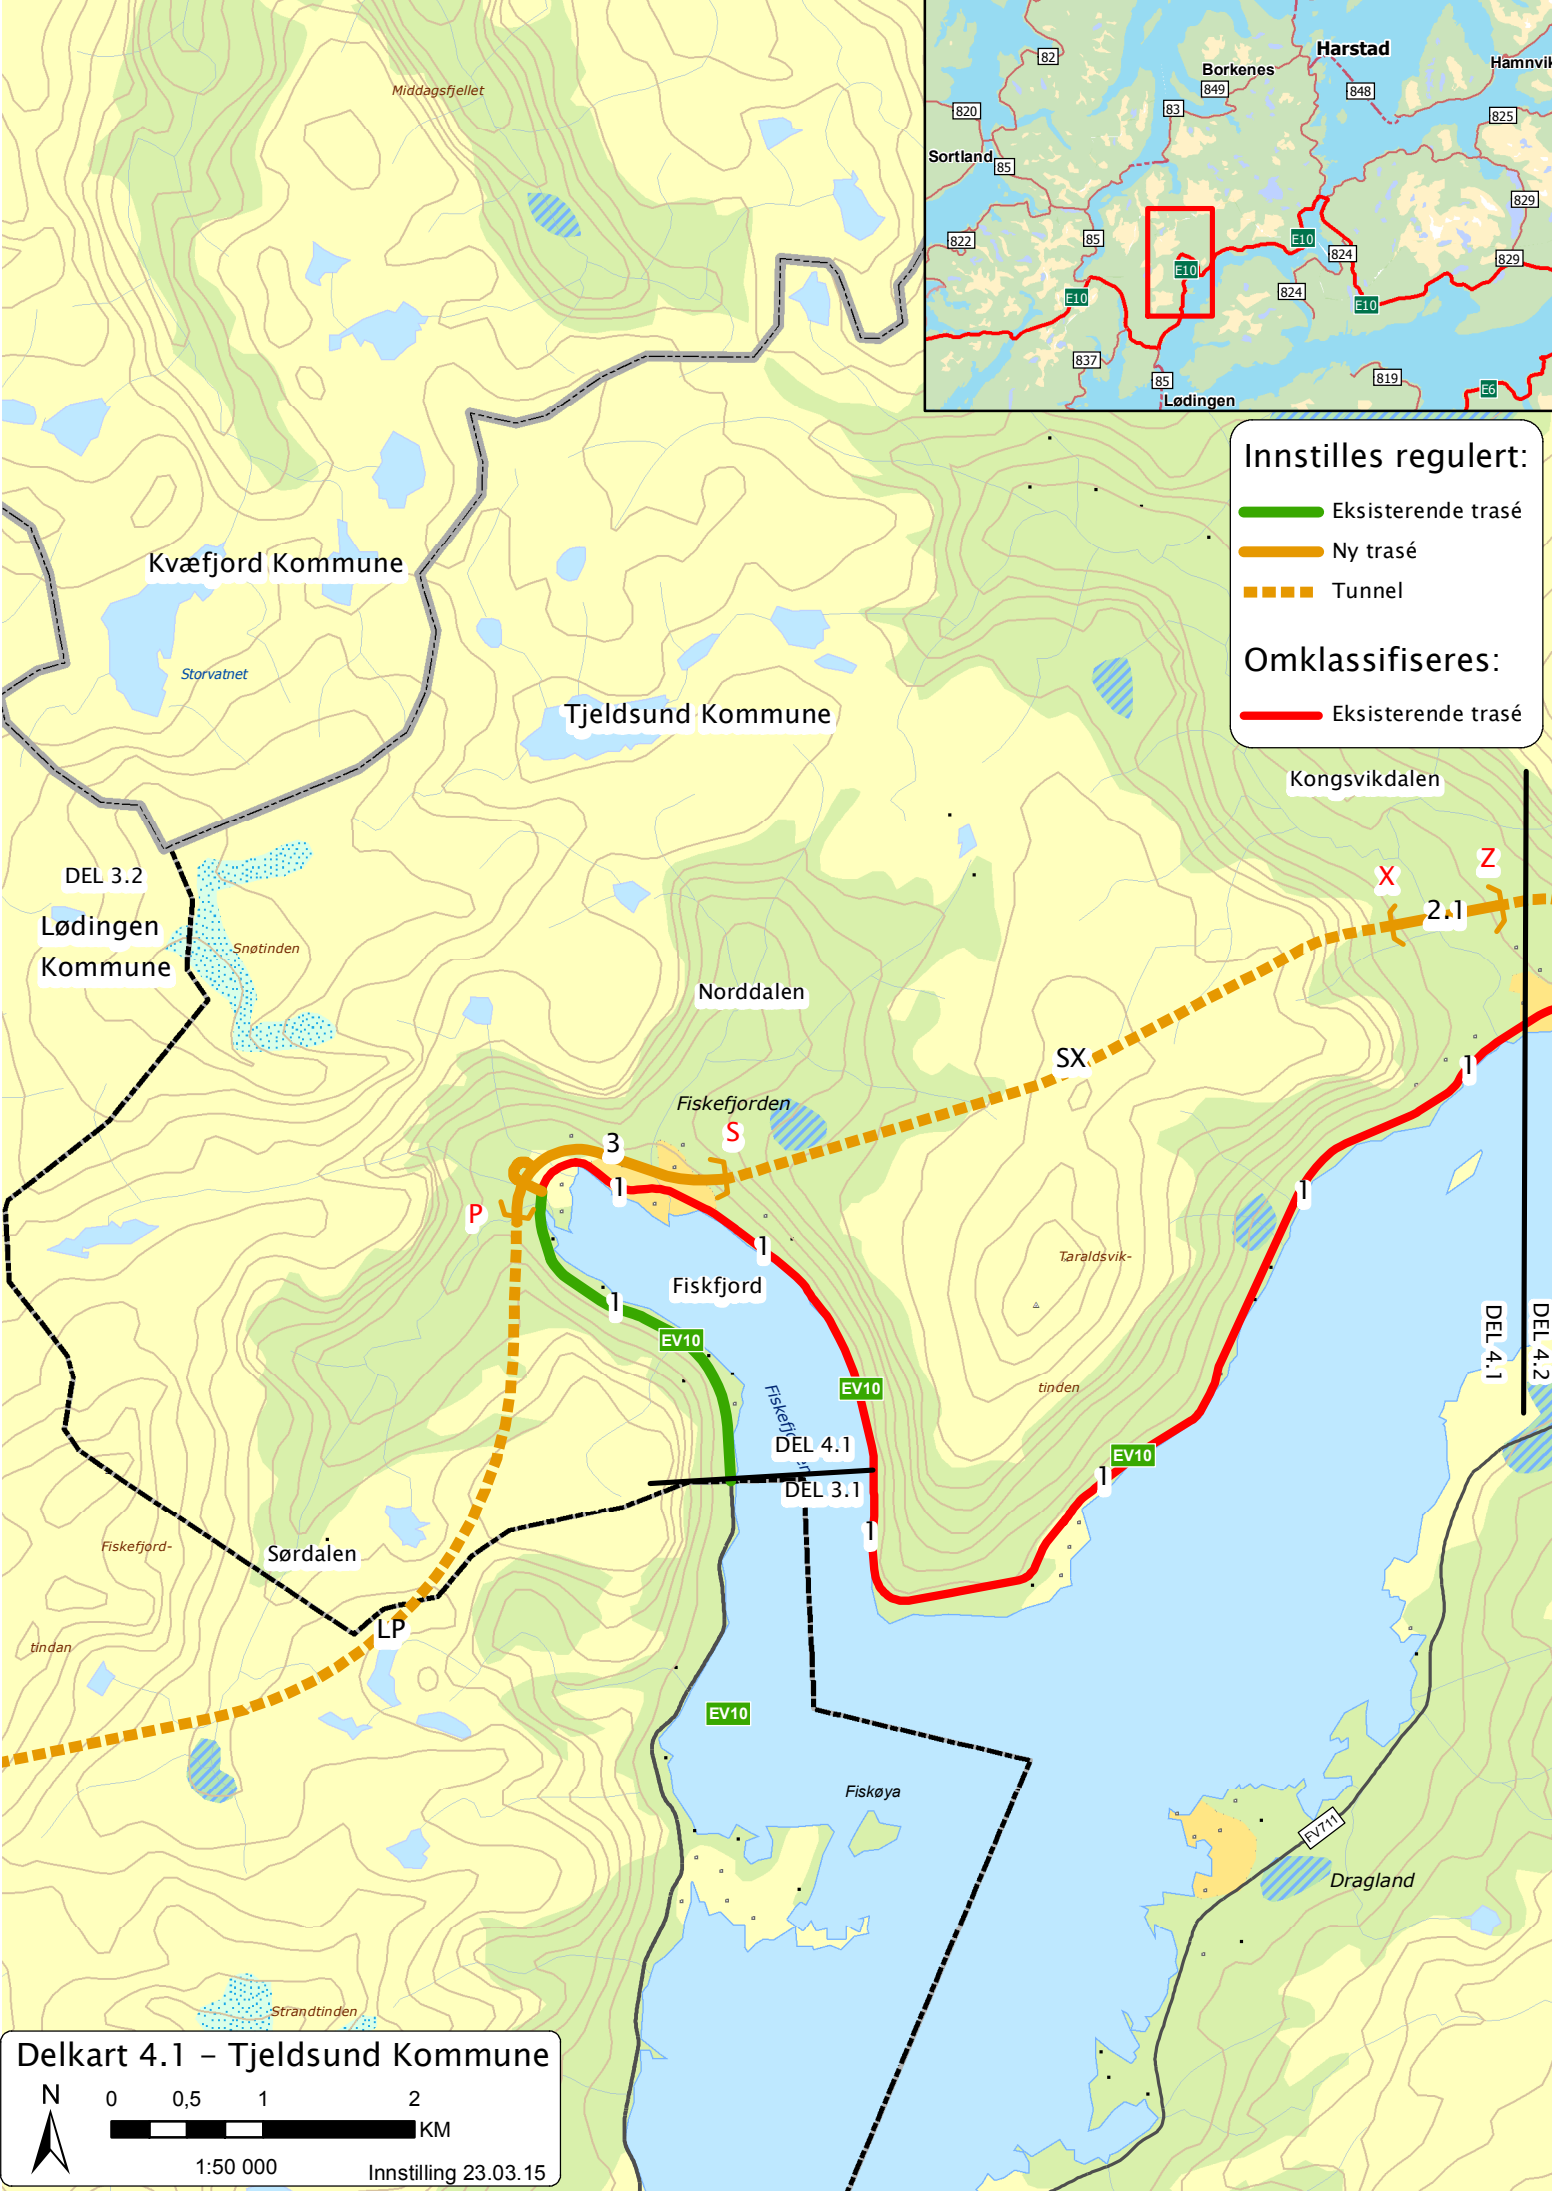 Middagsfjellet
82
Borkenes
Harstad
Hamnvik
849
848
820
83
825
Sortland
85
829
822
85
E10
824
829
E10
E10
824
E10
837
85
819
E6
Lødingen
Innstilles regulert:
Eksisterende trasé
Ny trasé
Tunnel
Omklassifiseres:
Eksisterende trasé
Kvæfjord Kommune
Storvatnet
Tjeldsund Kommune
Kongsvikdalen
DEL 3.2
Lødingen
Kommune
Snøtinden
X
Z
2.1
Norddalen
SX
1
Fiskefjorden
S
3
P
1
1
1
Fiskfjord
Taraldsvik-
tinden
1
EV10
EV10
DEL 4.1
DEL 4.2
Fiskefjorden
DEL 4.1
DEL 3.1
EV10
1
1
Fiskefjord-
tindan
Sørdalen
LP
EV10
Fiskøya
FV711
Dragland
Strandtinden
Delkart 4.1 – Tjeldsund Kommune
N
0 0,5 1 2
KM
1:50 000
Innstilling 23.03.15